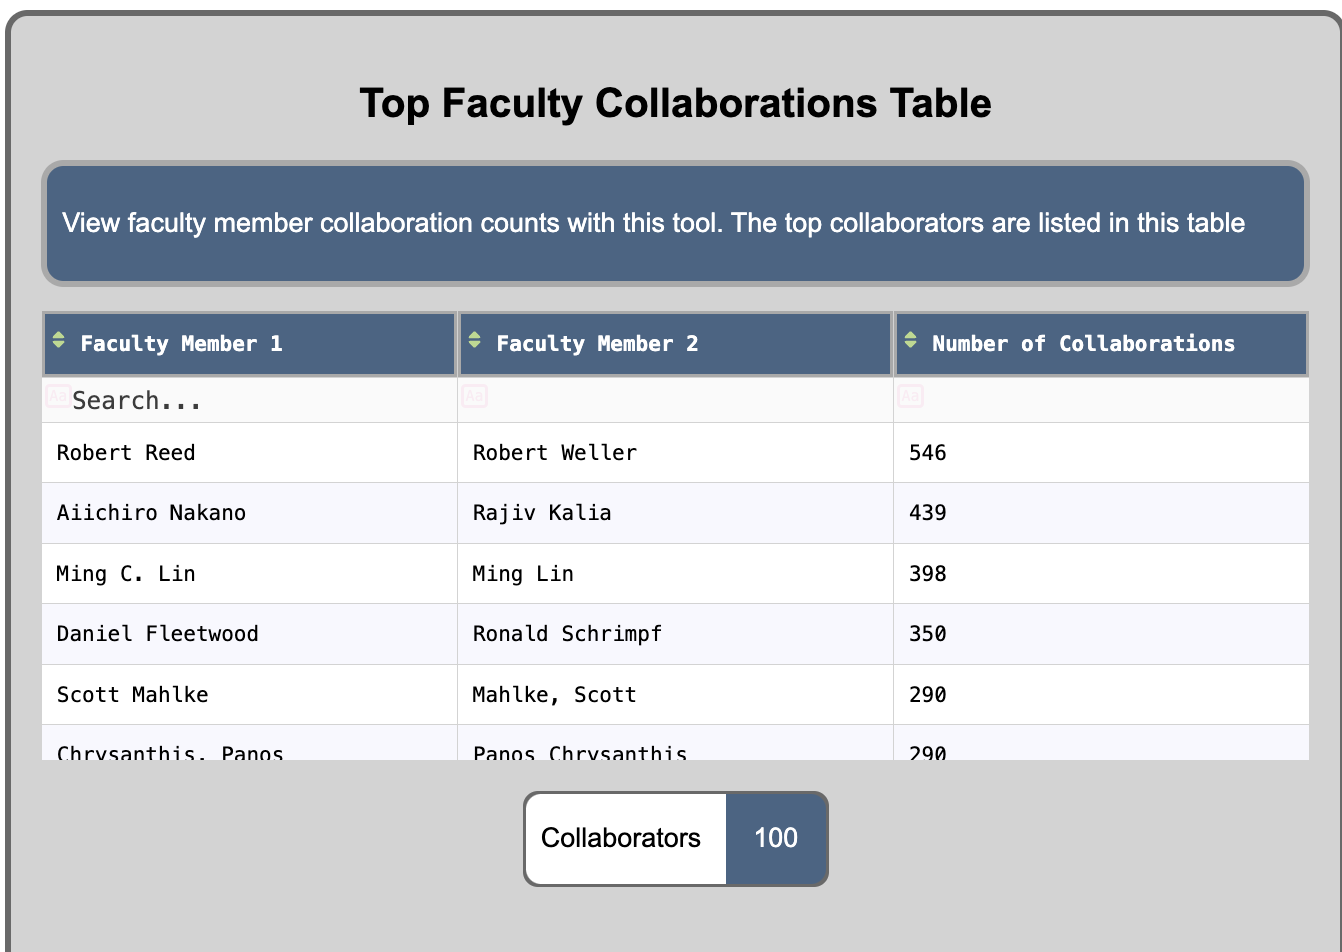 Top Faculty Collaborations Table
View faculty member collaboration counts with this tool. The top collaborators are listed in this table
Faculty Member 1 Faculty Member 2 Number of Collaborations
Aa Search... Aa Aa
Robert Reed Robert Weller 546
Aiichiro Nakano Rajiv Kalia 439
Ming C. Lin Ming Lin 398
Daniel Fleetwood Ronald Schrimpf 350
Scott Mahlke Mahlke, Scott 290
Chrysanthis, Panos Panos Chrysanthis 290
Collaborators 100